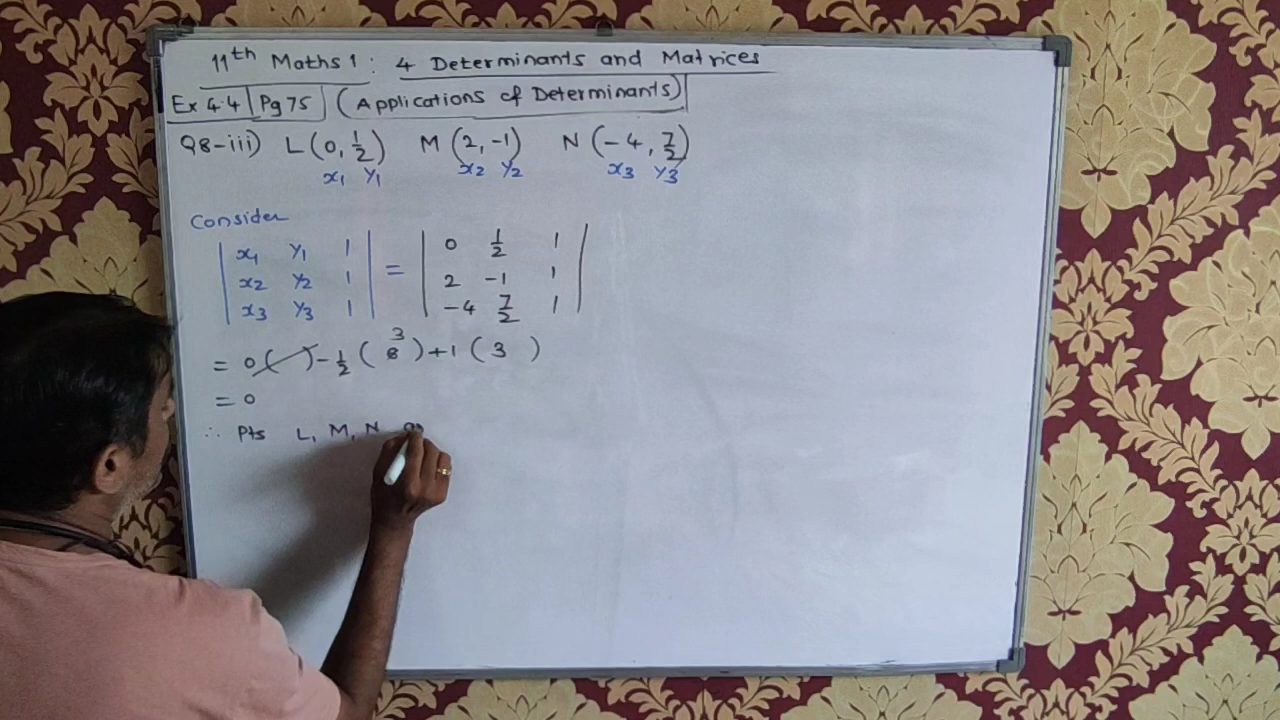 11th Maths 1 : 4 Determinants and Matrices
Ex 4.4 | Pg 75 | (Applications of Determinants)
Q8-iii) L(0, 1/2) M(2, -1) N(-4, 7/2)
x1 y1 x2 y2 x3 y3
Consider
| x1 y1 1 | = | 0 1/2 1 |
| x2 y2 1 | | 2 -1 1 |
| x3 y3 1 | | -4 7/2 1 |
3
= 0( ) - 1/2 ( 6 ) + 1 ( 3 )
= 0
∴ Pts L, M, N